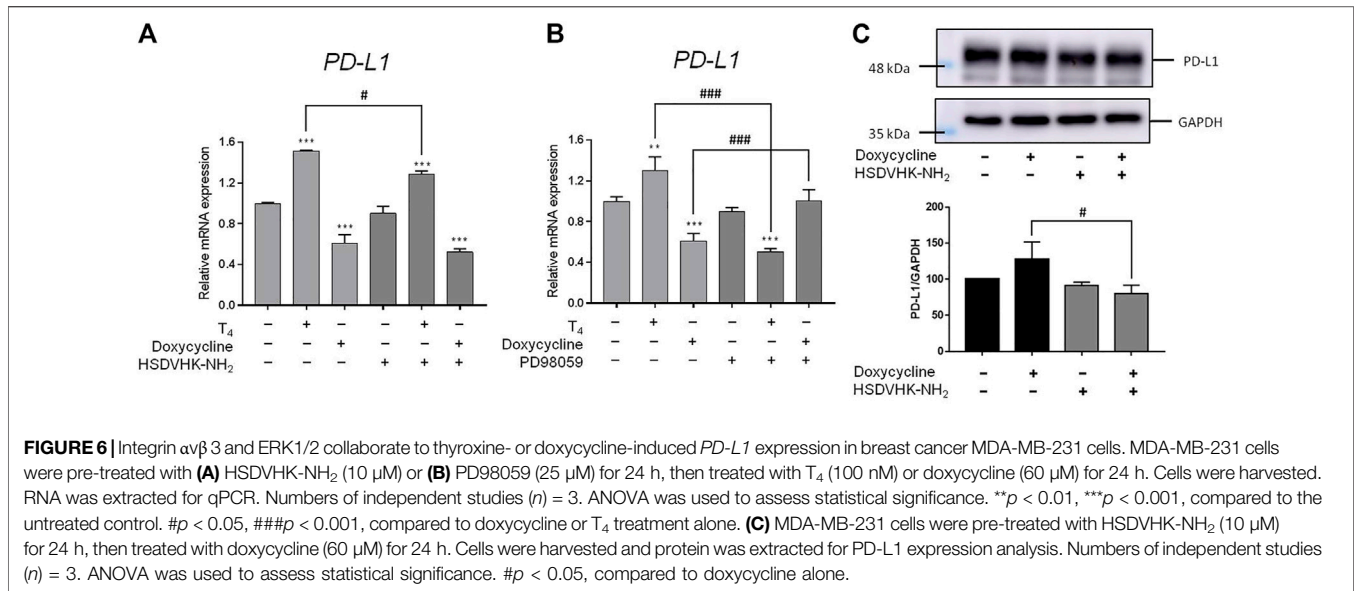 A
PD-L1
#
***
***
***
***
Relative mRNA expression
1.6
1.2
0.8
0.4
0.0
T4 – + – – + –
Doxycycline – – + – – +
HSDVHK-NH2 – – – + + +
B
PD-L1
###
###
**
***
***
Relative mRNA expression
1.6
1.2
0.8
0.4
0.0
T4 – + – – + –
Doxycycline – – + – – +
PD98059 – – – + + +
C
48 kDa
PD-L1
35 kDa
GAPDH
Doxycycline – + – +
HSDVHK-NH2 – – + +
#
PD-L1/GAPDH
200
150
100
50
0
Doxycycline – + – +
HSDVHK-NH2 – – + +
FIGURE 6 | Integrin αvβ 3 and ERK1/2 collaborate to thyroxine- or doxycycline-induced PD-L1 expression in breast cancer MDA-MB-231 cells. MDA-MB-231 cells
were pre-treated with (A) HSDVHK-NH2 (10 μM) or (B) PD98059 (25 μM) for 24 h, then treated with T4 (100 nM) or doxycycline (60 μM) for 24 h. Cells were harvested.
RNA was extracted for qPCR. Numbers of independent studies (n) = 3. ANOVA was used to assess statistical significance. **p < 0.01, ***p < 0.001, compared to the
untreated control. #p < 0.05, ###p < 0.001, compared to doxycycline or T4 treatment alone. (C) MDA-MB-231 cells were pre-treated with HSDVHK-NH2 (10 μM)
for 24 h, then treated with doxycycline (60 μM) for 24 h. Cells were harvested and protein was extracted for PD-L1 expression analysis. Numbers of independent studies
(n) = 3. ANOVA was used to assess statistical significance. #p < 0.05, compared to doxycycline alone.